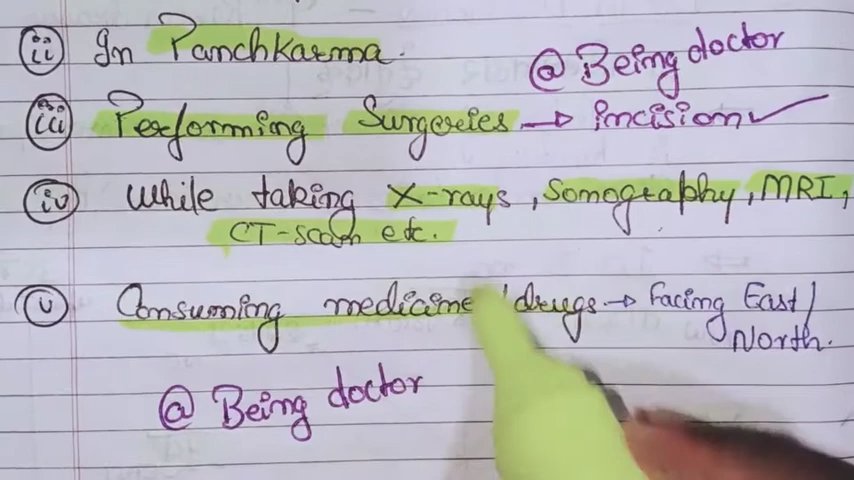 (ii) In Panchkarma.
@ Being doctor
(iii) Performing Surgeries → incision ✓
(iv) While taking X-rays, Sonography, MRI,
CT-scan etc.
(v) Consuming medicine/drugs → Facing East/
North.
@ Being doctor